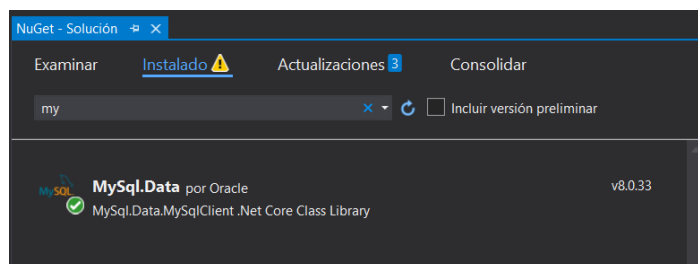 NuGet - Solución
Examinar Instalado Actualizaciones 3 Consolidar
my Incluir versión preliminar
MySQL MySql.Data por Oracle v8.0.33
MySql.Data.MySqlClient .Net Core Class Library